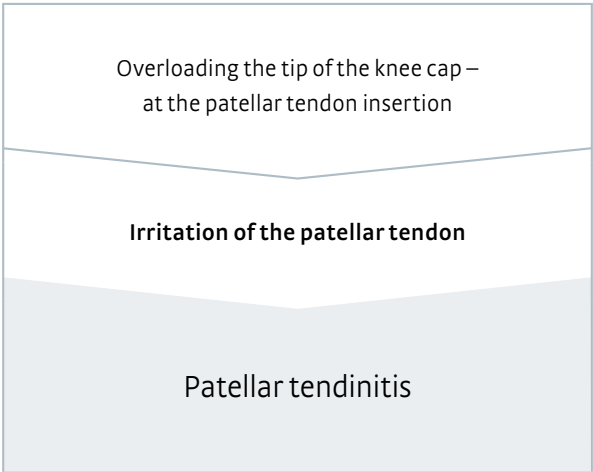 Overloading the tip of the knee cap –
at the patellar tendon insertion
Irritation of the patellar tendon
Patellar tendinitis